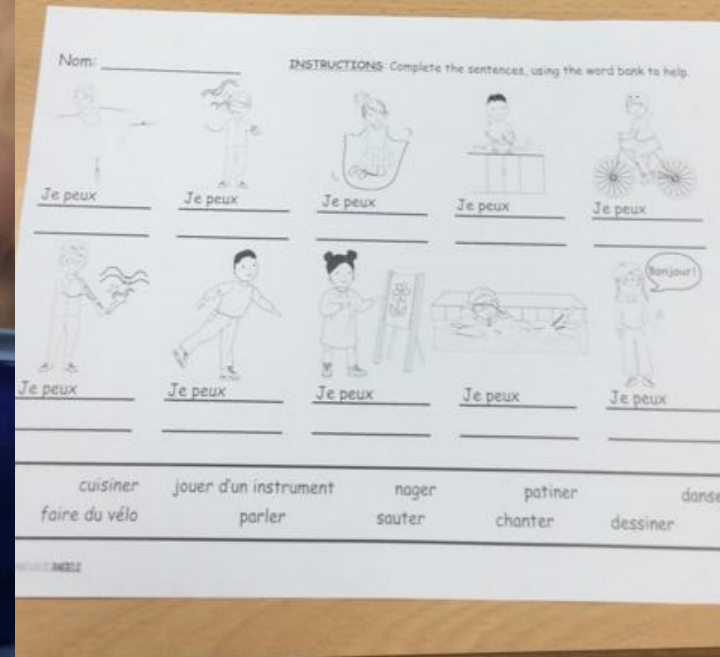 Nom:
INSTRUCTIONS: Complete the sentences, using the word bank to help.
Je peux Je peux Je peux Je peux Je peux
Bonjour!
Je peux Je peux Je peux Je peux Je peux
cuisiner jouer d'un instrument nager patiner danse
faire du vélo parler sauter chanter dessiner
ANGELS